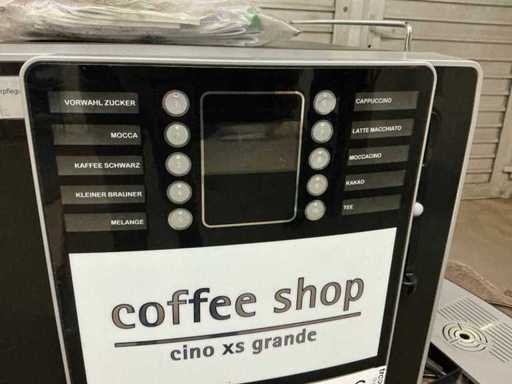 VORWAHL ZUCKER
MOCCA
KAFFEE SCHWARZ
KLEINER BRAUNER
MELANGE
CAPPUCCINO
LATTE MACCHIATO
MOCCACINO
KAKAO
TEE
coffee shop
cino xs grande